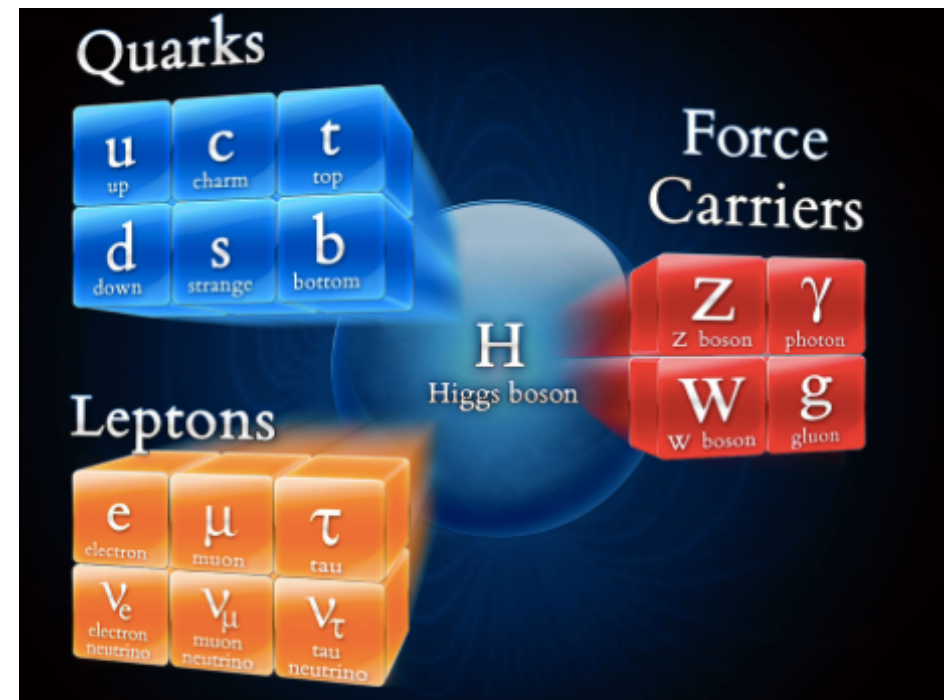 Quarks
u
up
c
charm
t
top
d
down
s
strange
b
bottom
Force
Carriers
Z
Z boson
γ
photon
W
W boson
g
gluon
H
Higgs boson
Leptons
e
electron
μ
muon
τ
tau
νe
electron
neutrino
νμ
muon
neutrino
ντ
tau
neutrino